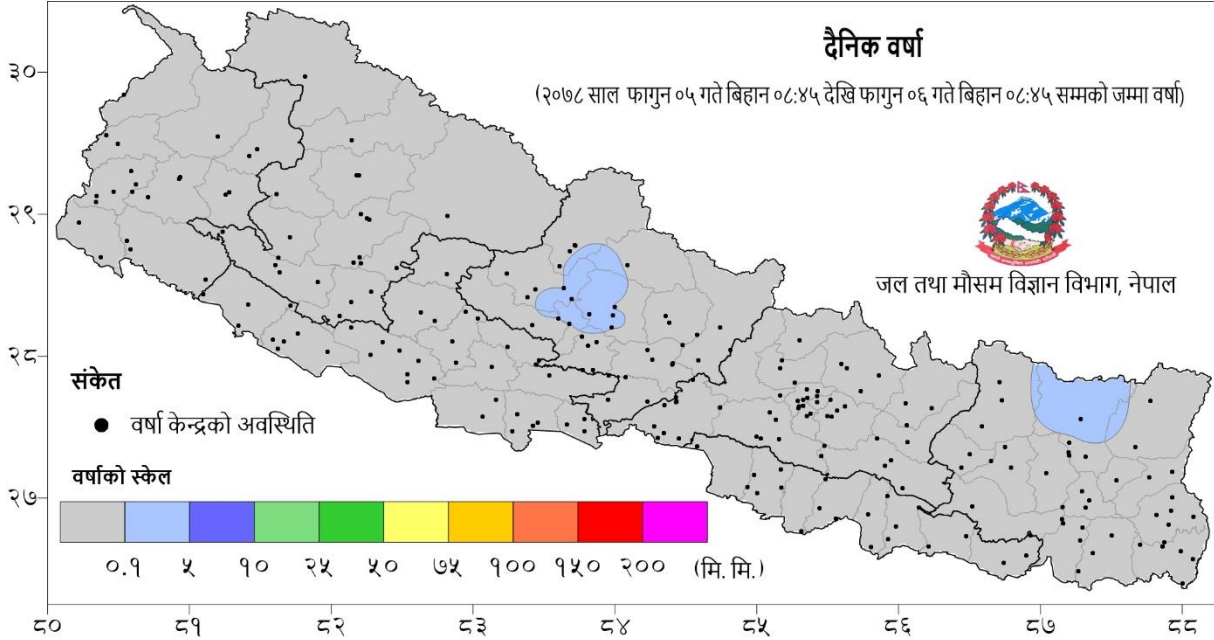 दैनिक वर्षा
(२०७८ साल फागुन ०५ गते बिहान ०८:४५ देखि फागुन ०६ गते बिहान ०८:४५ सम्मको जम्मा वर्षा)
जल तथा मौसम विज्ञान विभाग, नेपाल
३०
२९
२८
२७
संकेत
वर्षा केन्द्रको अवस्थिति
वर्षाको स्केल
०.१ ५ १० २५ ५० ७५ १०० १५० २०० (मि. मि.)
८० ८१ ८२ ८३ ८४ ८५ ८६ ८७ ८८